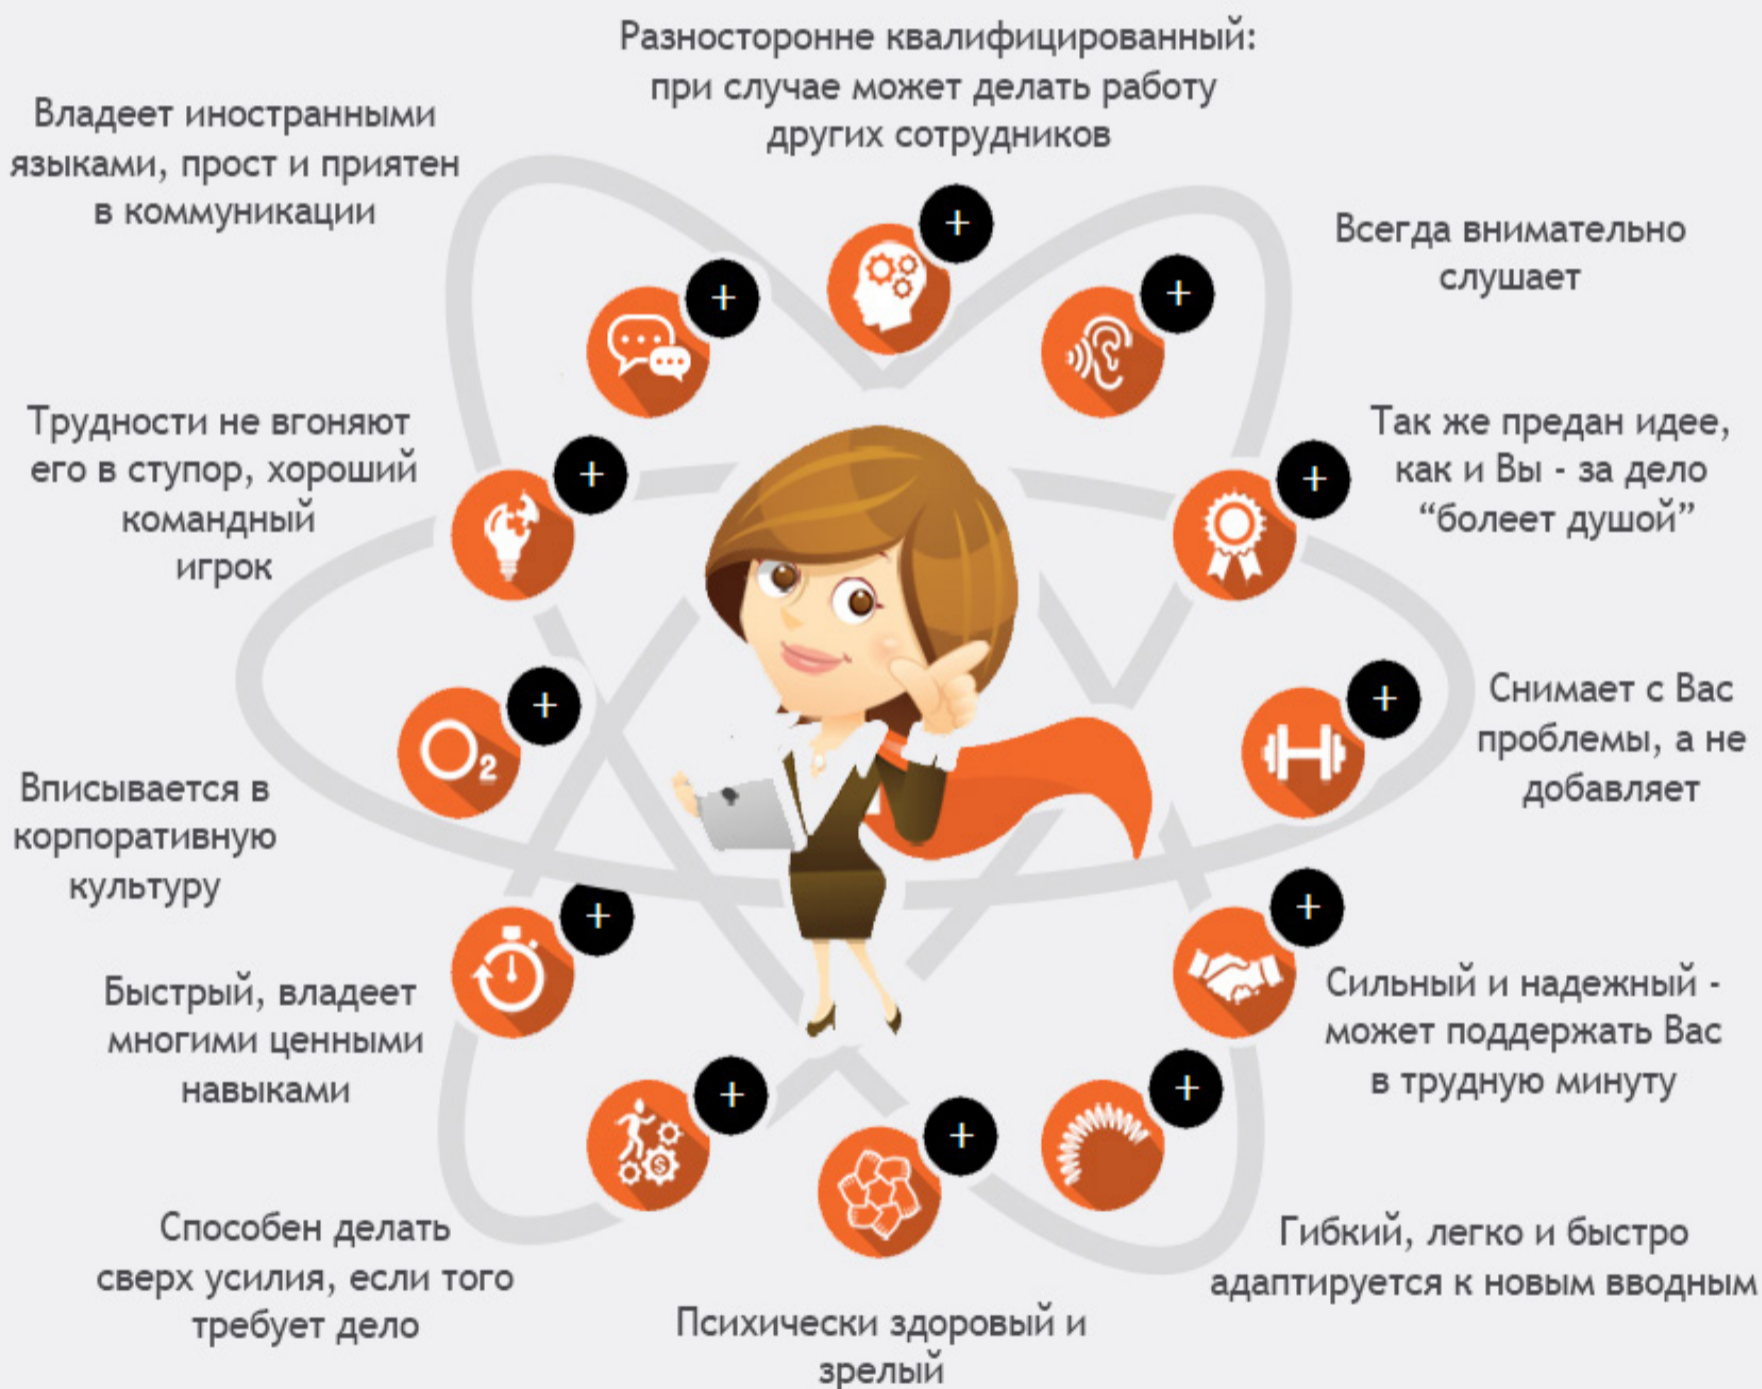 Разносторонне квалифицированный:
при случае может делать работу
других сотрудников
Владеет иностранными
языками, прост и приятен
в коммуникации
Всегда внимательно
слушает
Трудности не вгоняют
его в ступор, хороший
командный
игрок
Так же предан идее,
как и Вы - за дело
“болеет душой”
Снимает с Вас
проблемы, а не
добавляет
Вписывается в
корпоративную
культуру
Быстрый, владеет
многими ценными
навыками
Сильный и надежный -
может поддержать Вас
в трудную минуту
Способен делать
сверх усилия, если того
требует дело
Гибкий, легко и быстро
адаптируется к новым вводным
Психически здоровый и
зрелый
+
+
+
+
+
+
+
+
+
+
+
+
O2
$